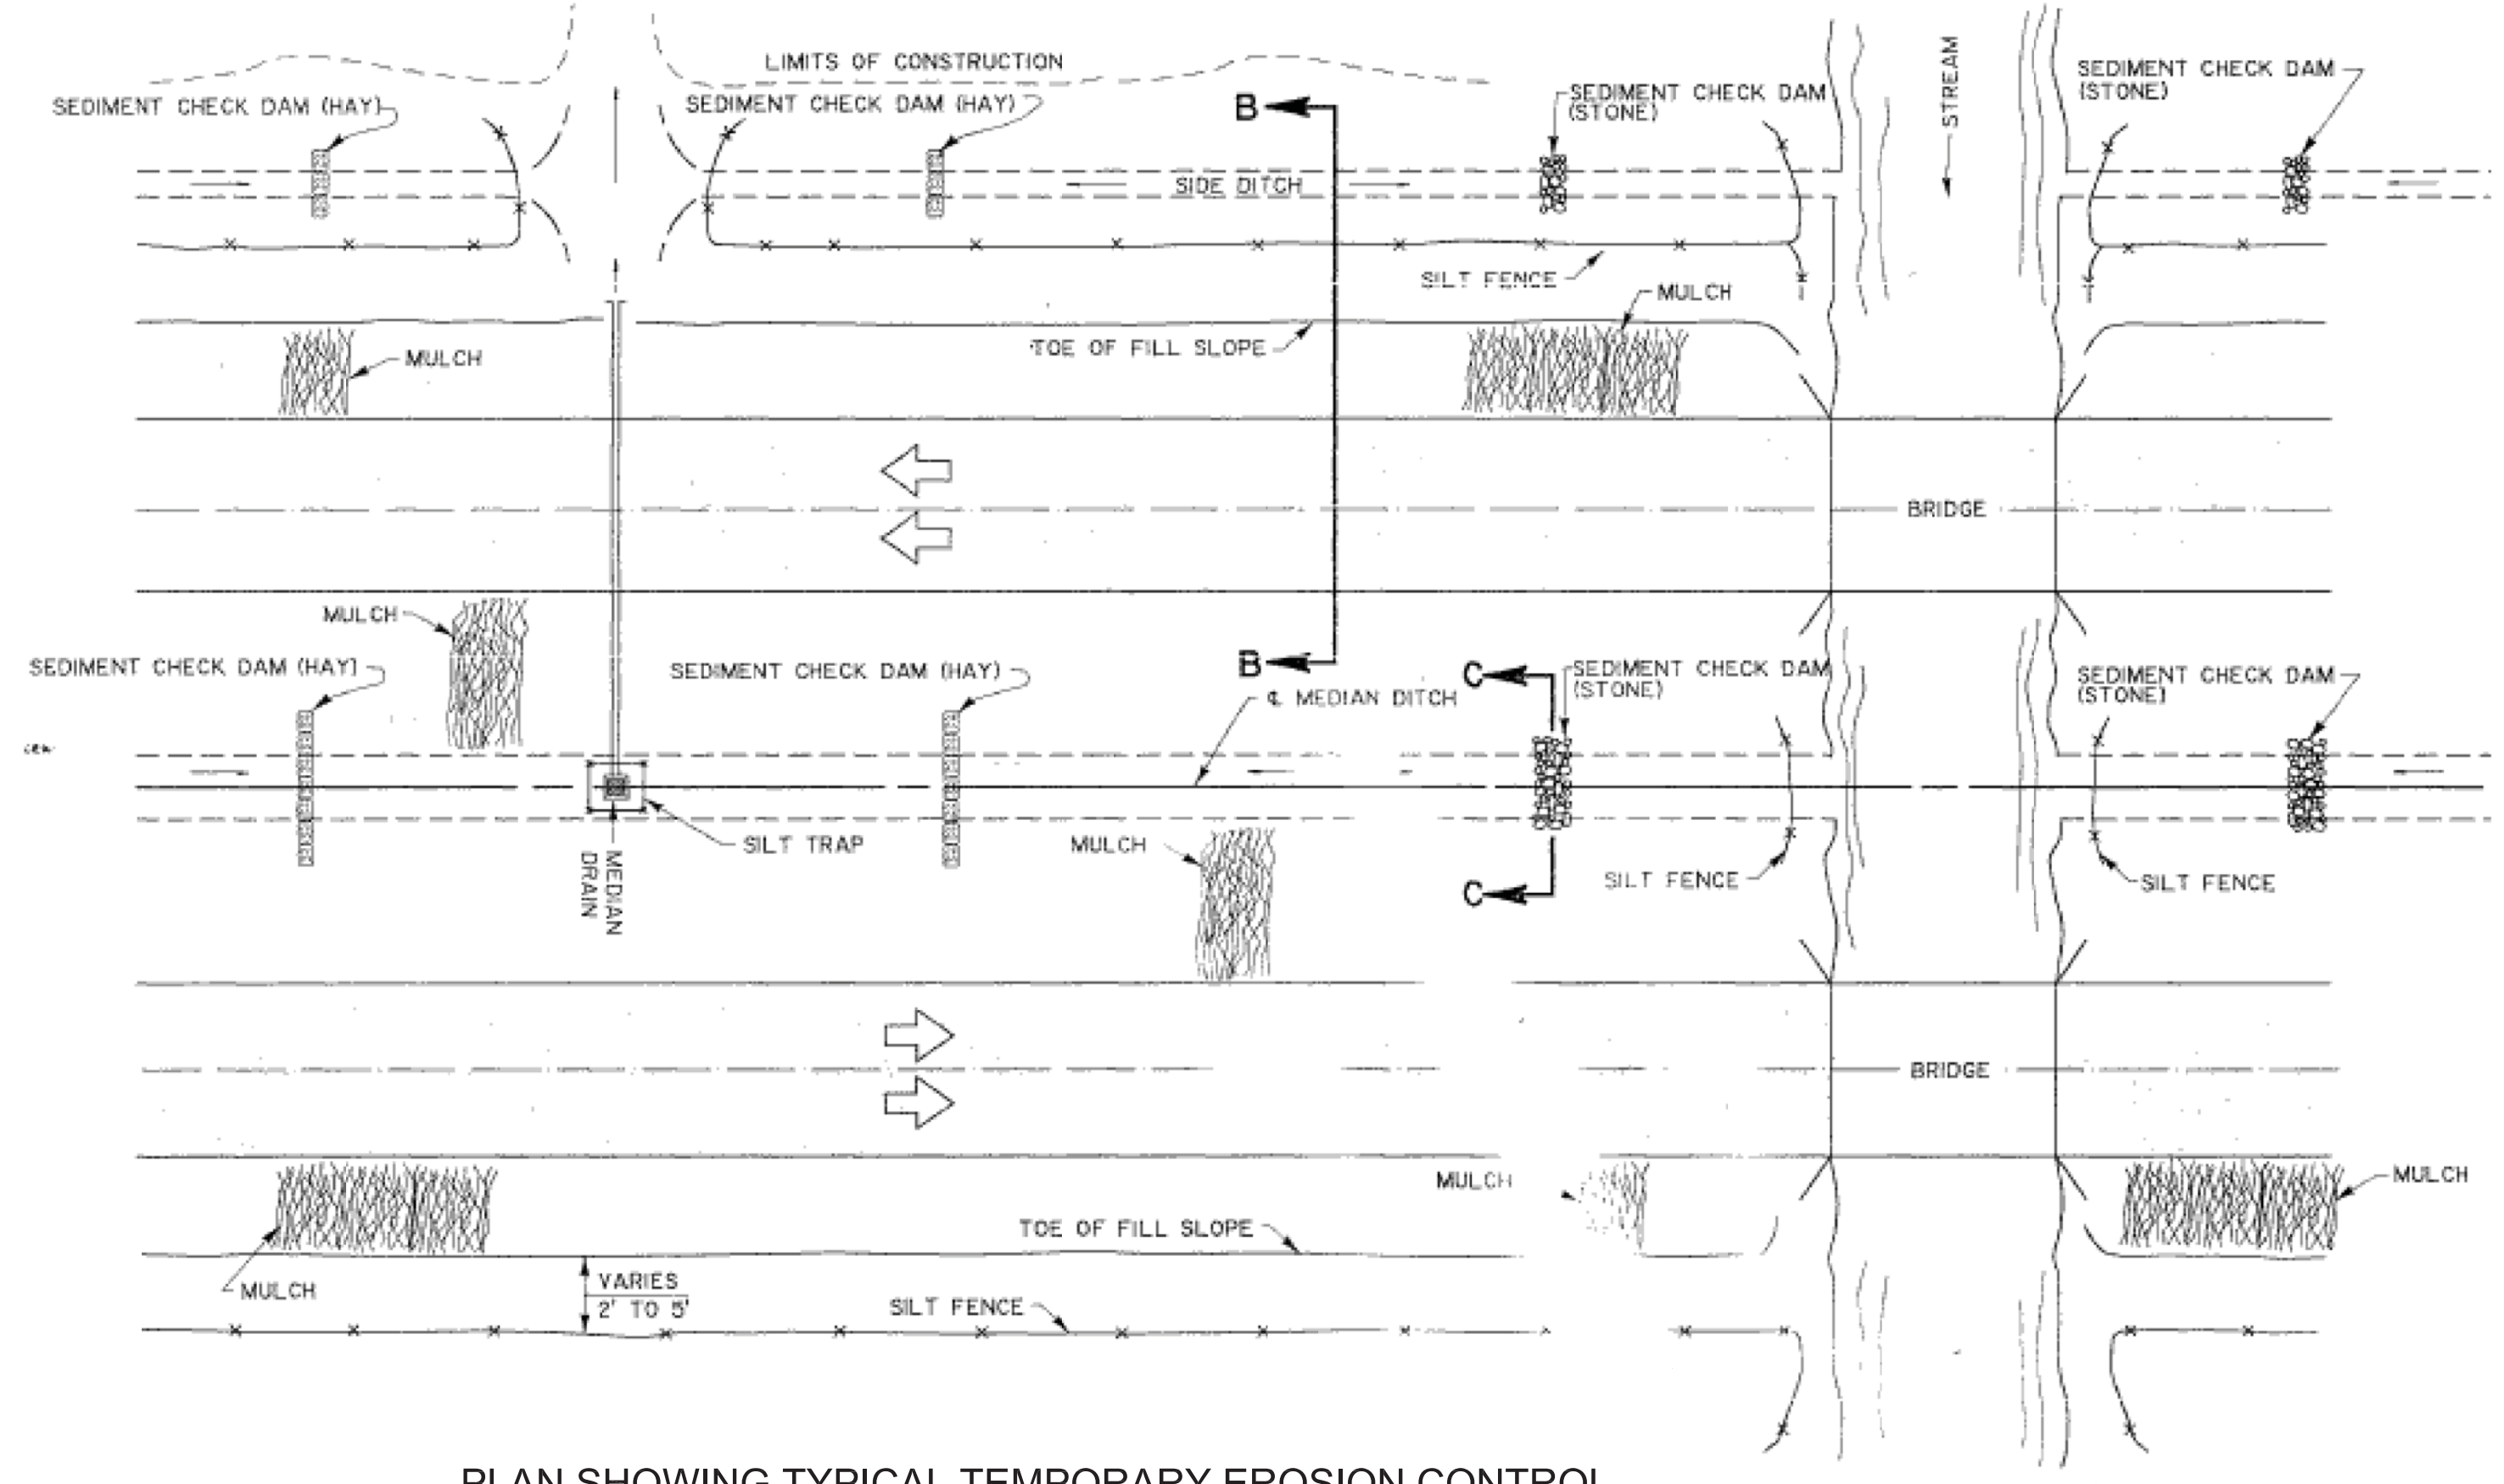 LIMITS OF CONSTRUCTION
SEDIMENT CHECK DAM (HAY)
SEDIMENT CHECK DAM (HAY)
B
SEDIMENT CHECK DAM
(STONE)
STREAM
SEDIMENT CHECK DAM
(STONE)
SIDE DITCH
SILT FENCE
MULCH
TOE OF FILL SLOPE
MULCH
BRIDGE
MULCH
SEDIMENT CHECK DAM (HAY)
SEDIMENT CHECK DAM (HAY)
B
C
SEDIMENT CHECK DAM
(STONE)
SEDIMENT CHECK DAM
(STONE)
℄ MEDIAN DITCH
SILT TRAP
MULCH
MEDIAN
DRAIN
C
SILT FENCE
SILT FENCE
BRIDGE
MULCH
MULCH
TOE OF FILL SLOPE
MULCH
VARIES
2' TO 5'
SILT FENCE
PLAN SHOWING TYPICAL TEMPORARY EROSION CONTROL